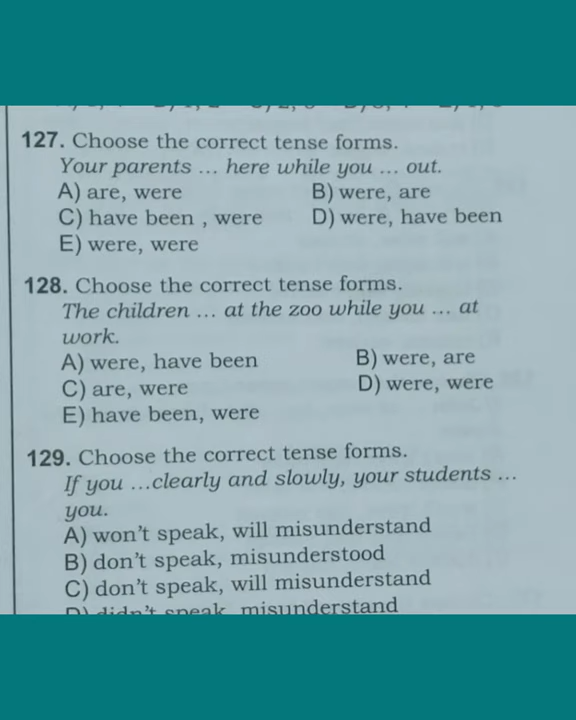 127. Choose the correct tense forms.
Your parents ... here while you ... out.
A) are, were B) were, are
C) have been , were D) were, have been
E) were, were
128. Choose the correct tense forms.
The children ... at the zoo while you ... at
work.
A) were, have been B) were, are
C) are, were D) were, were
E) have been, were
129. Choose the correct tense forms.
If you ...clearly and slowly, your students ...
you.
A) won't speak, will misunderstand
B) don't speak, misunderstood
C) don't speak, will misunderstand
D) didn't speak, misunderstand